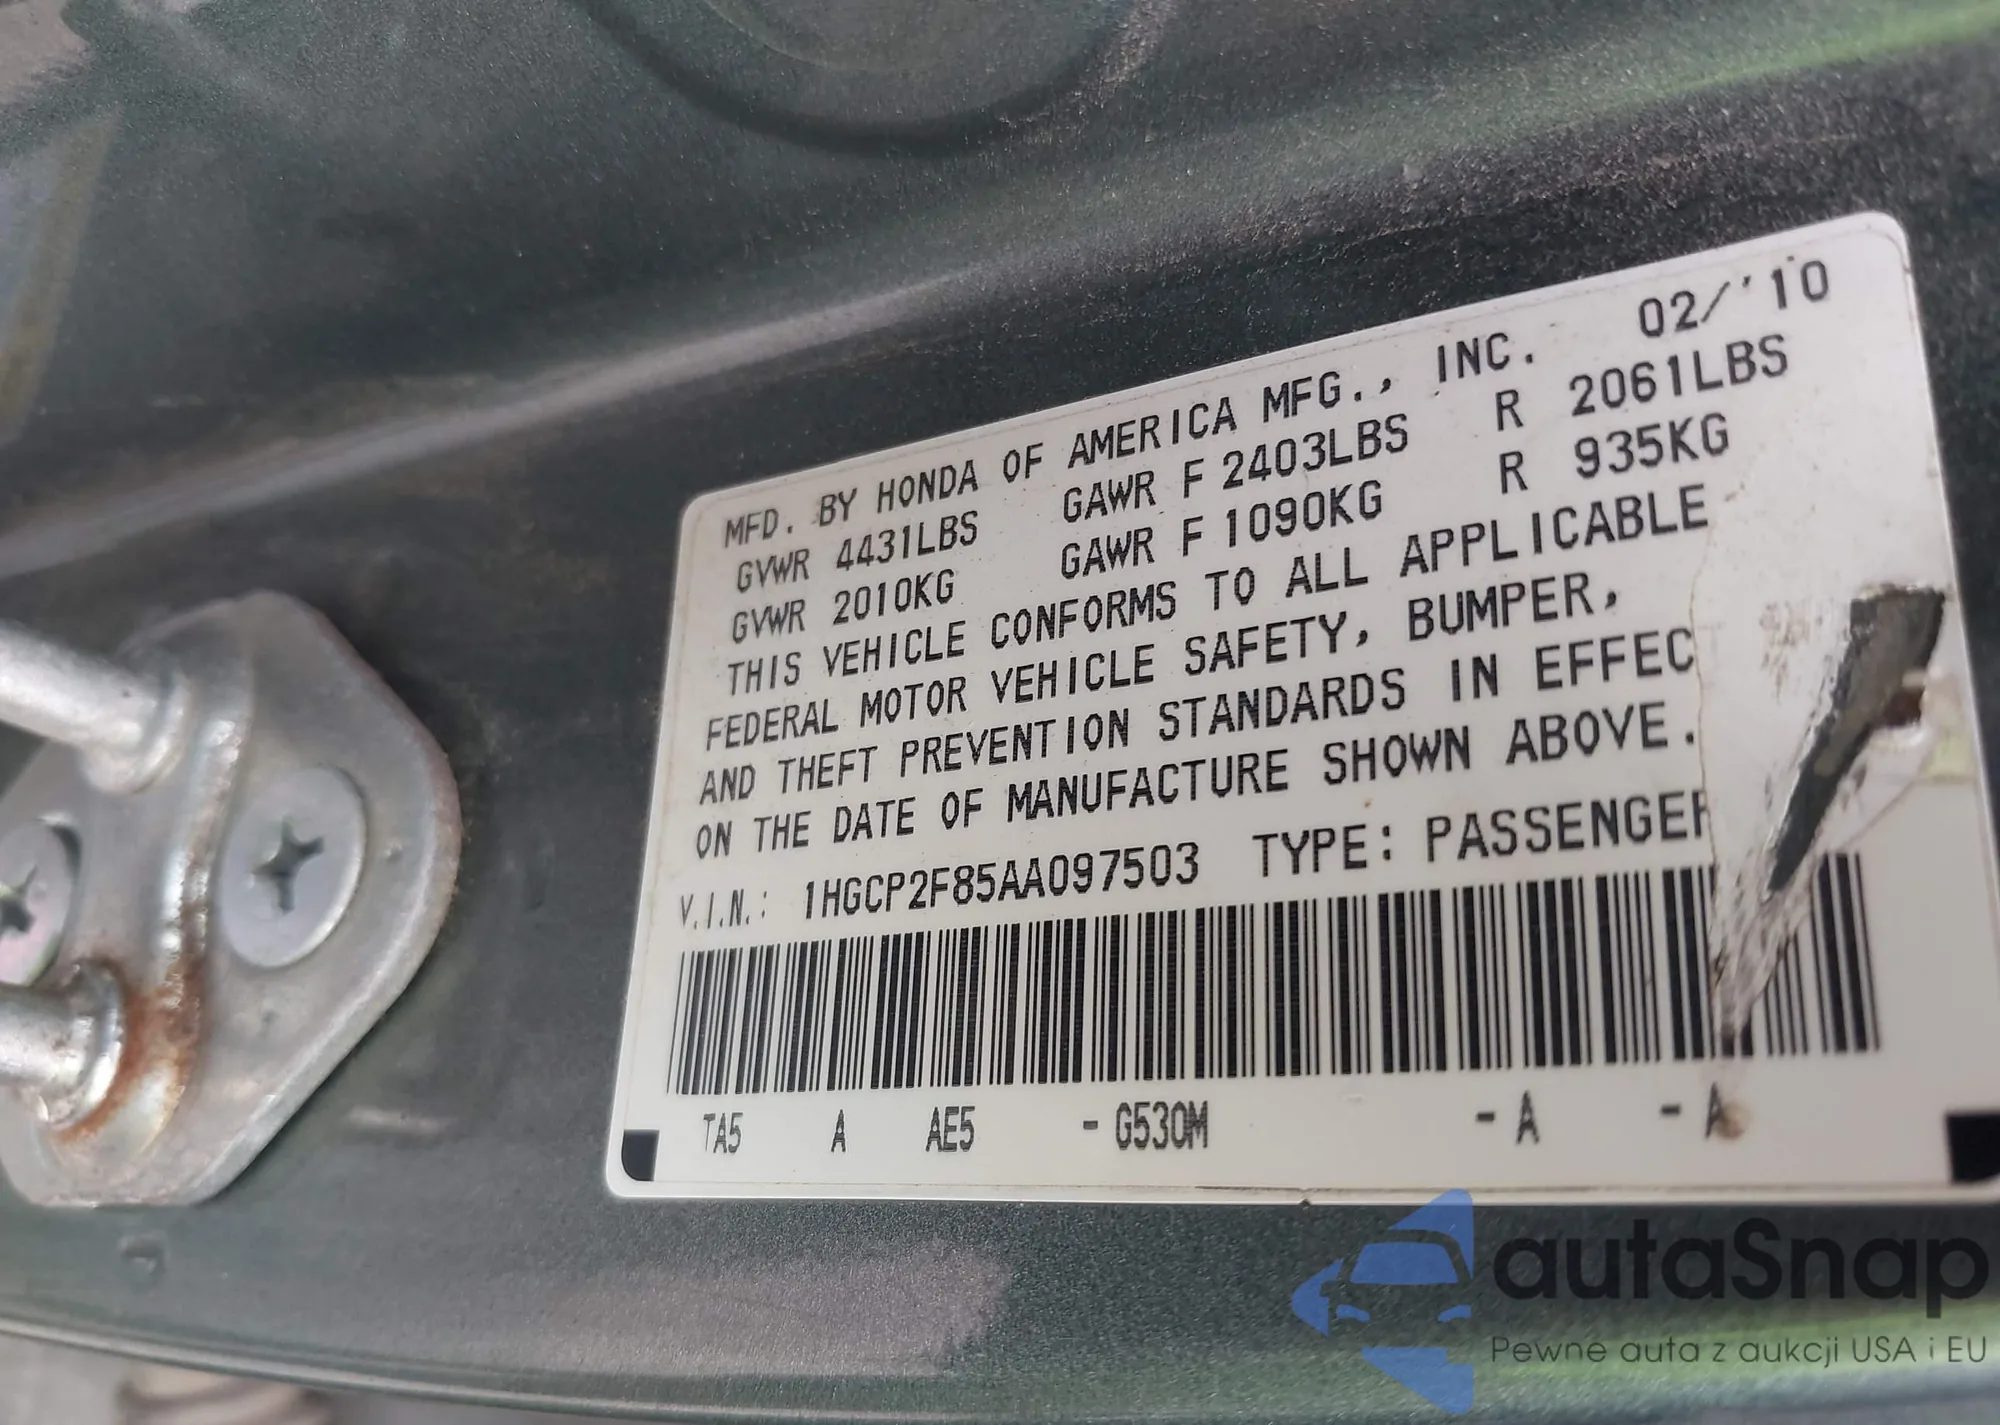 MFD. BY HONDA OF AMERICA MFG., INC. 02/'10
GVWR 4431LBS GAWR F 2403LBS R 2061LBS
GVWR 2010KG GAWR F 1090KG R 935KG
THIS VEHICLE CONFORMS TO ALL APPLICABLE
FEDERAL MOTOR VEHICLE SAFETY, BUMPER,
AND THEFT PREVENTION STANDARDS IN EFFECT
ON THE DATE OF MANUFACTURE SHOWN ABOVE.
V.I.N.: 1HGCP2F85AA097503 TYPE: PASSENGER
TA5 A AE5 - G530M - A - A
autaSnap
Pewne auta z aukcji USA i EU